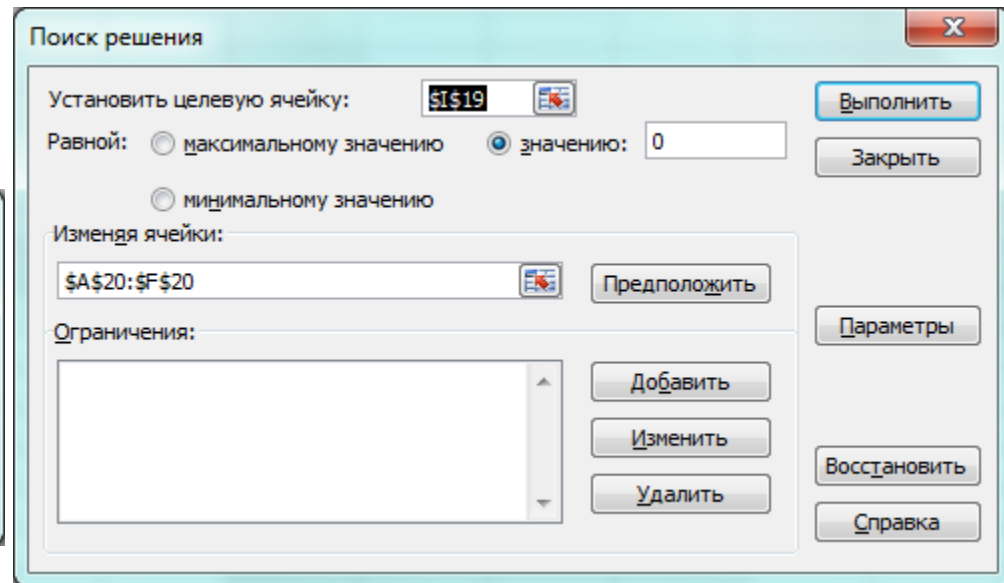 Поиск решения
Установить целевую ячейку: $I$19
Равной: максимальному значению значению: 0
минимальному значению
Изменяя ячейки:
$A$20:$F$20
Предположить
Ограничения:
Добавить
Изменить
Удалить
Выполнить
Закрыть
Параметры
Восстановить
Справка